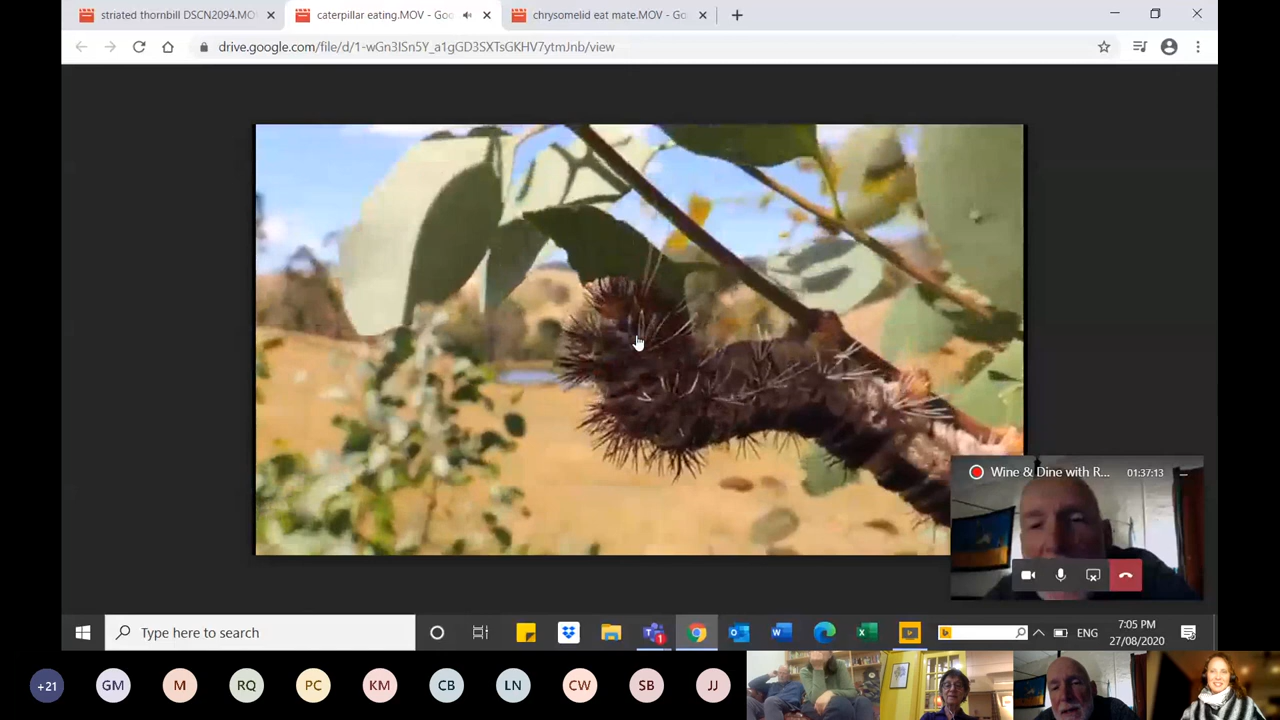 striated thornbill DSCN2094.MO
caterpillar eating.MOV - Goo
chrysomelid eat mate.MOV - Go
drive.google.com/file/d/1-wGn3ISn5Y_a1gGD3SXTsGKHV7ytmJnb/view
Wine & Dine with R... 01:37:13
Type here to search
1
ENG
7:05 PM
27/08/2020
+21
GM
M
RQ
PC
KM
CB
LN
CW
SB
JJ